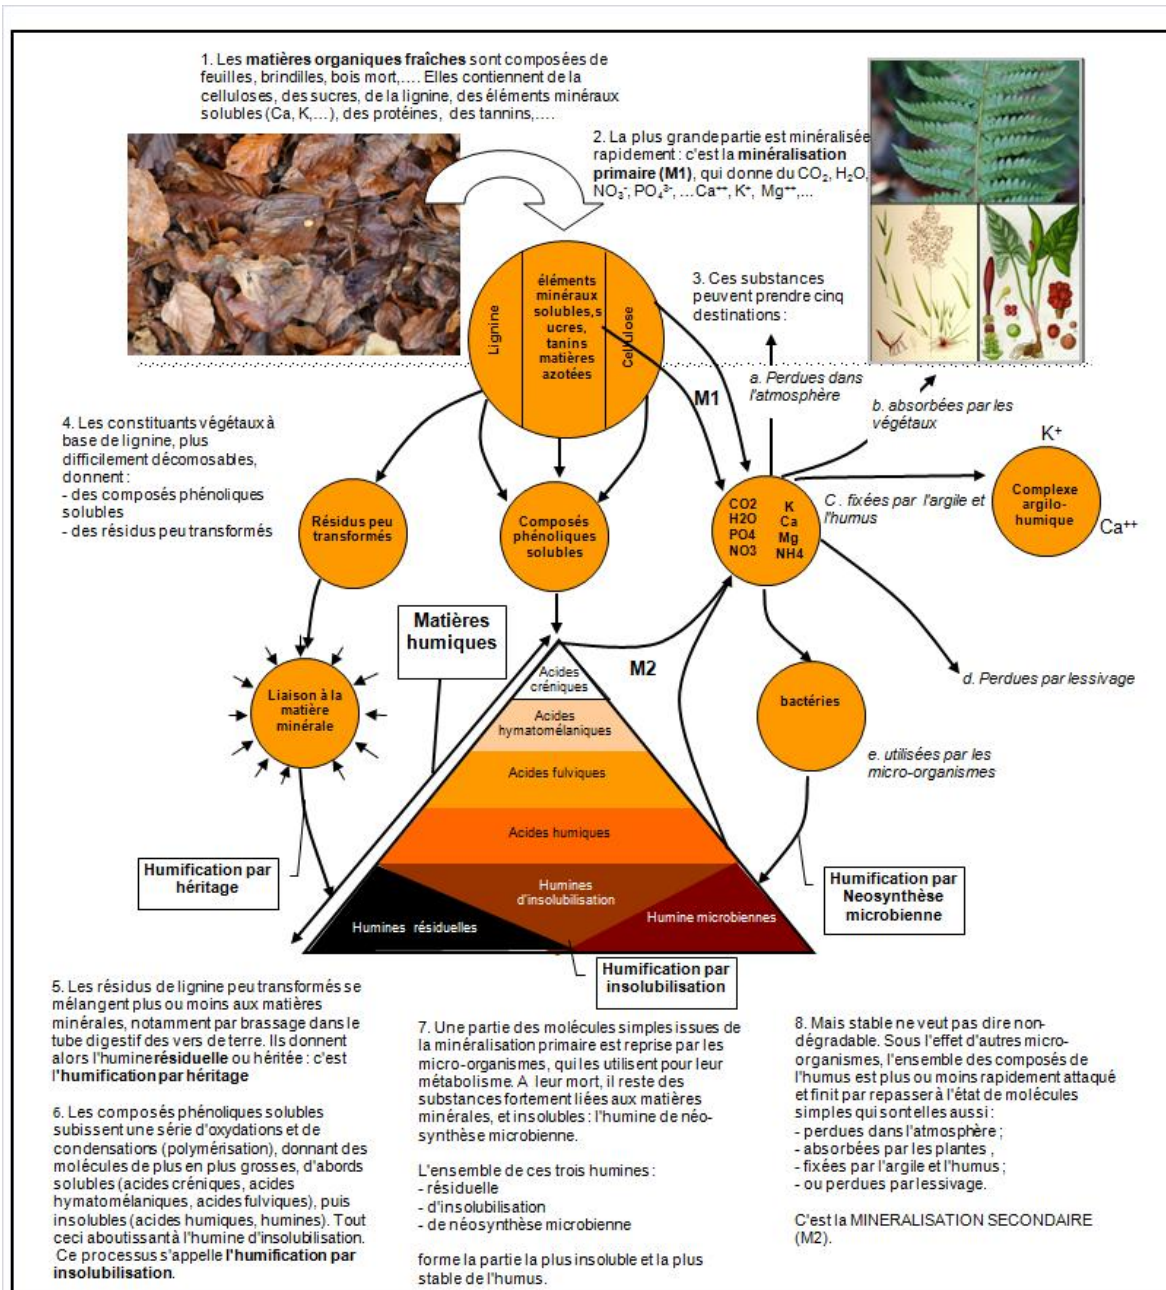 1. Les matières organiques fraîches sont composées de
feuilles, brindilles, bois mort,.... Elles contiennent de la
celluloses, des sucres, de la lignine, des éléments minéraux
solubles (Ca, K,...), des protéines, des tannins,....
2. La plus grande partie est minéralisée
rapidement : c'est la minéralisation
primaire (M1), qui donne du CO₂, H₂O,
NO₃⁻, PO₄³⁻, ...Ca⁺⁺, K⁺, Mg⁺⁺,...
3. Ces substances
peuvent prendre cinq
destinations :
Lignine
éléments
minéraux
solubles,s
ucres,
tanins
matières
azotées
Cellulose
M1
a. Perdues dans
l'atmosphère
b. absorbées par les
végétaux
4. Les constituants végétaux à
base de lignine, plus
difficilement décomosables,
donnent :
- des composés phénoliques
solubles
- des résidus peu transformés
Résidus peu
transformés
Composés
phénoliques
solubles
CO2
H2O
PO4
NO3
K
Ca
Mg
NH4
C . fixées par l'argile et
l'humus
K⁺
Complexe
argilo-
humique
Ca⁺⁺
Matières
humiques
M2
Liaison à la
matière
minérale
bactéries
d. Perdues par lessivage
e. utilisées par les
micro-organismes
Acides
créniques
Acides
hymatomélaniques
Acides fulviques
Acides humiques
Humines
d'insolubilisation
Humines résiduelles
Humine microbiennes
Humification par
héritage
Humification par
Neosynthèse
microbienne
Humification par
insolubilisation
5. Les résidus de lignine peu transformés se
mélangent plus ou moins aux matières
minérales, notamment par brassage dans le
tube digestif des vers de terre. Ils donnent
alors l'humine résiduelle ou héritée : c'est
l'humification par héritage
6. Les composés phénoliques solubles
subissent une série d'oxydations et de
condensations (polymérisation), donnant des
molécules de plus en plus grosses, d'abords
solubles (acides créniques, acides
hymatomélaniques, acides fulviques), puis
insolubles (acides humiques, humines). Tout
ceci aboutissant à l'humine d'insolubilisation.
Ce processus s'appelle l'humification par
insolubilisation.
7. Une partie des molécules simples issues de
la minéralisation primaire est reprise par les
micro-organismes, qui les utilisent pour leur
métabolisme. A leur mort, il reste des
substances fortement liées aux matières
minérales, et insolubles : l'humine de néo-
synthèse microbienne.
L'ensemble de ces trois humines :
- résiduelle
- d'insolubilisation
- de néosynthèse microbienne
forme la partie la plus insoluble et la plus
stable de l'humus.
8. Mais stable ne veut pas dire non-
dégradable. Sous l'effet d'autres micro-
organismes, l'ensemble des composés de
l'humus est plus ou moins rapidement attaqué
et finit par repasser à l'état de molécules
simples qui sont elles aussi :
- perdues dans l'atmosphère ;
- absorbées par les plantes ,
- fixées par l'argile et l'humus ;
- ou perdues par lessivage.
C'est la MINERALISATION SECONDAIRE
(M2).